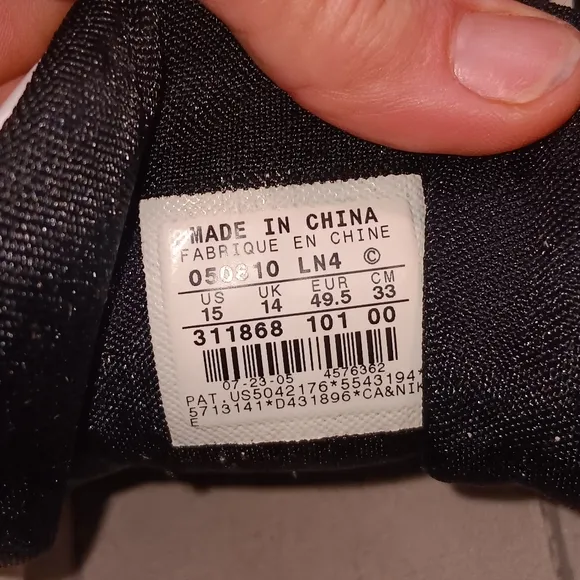 MADE IN CHINA
FABRIQUE EN CHINE
050810 LN4 ©
US UK EUR CM
15 14 49.5 33
311868 101 00
07-23-05 4576362
PAT.US5042176*5543194*
5713141*D431896*CA&NIK
E